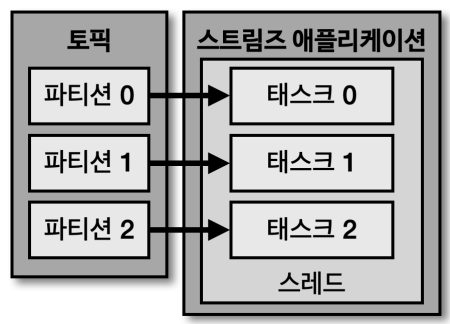 토픽
파티션 0
파티션 1
파티션 2
스트림즈 애플리케이션
태스크 0
태스크 1
태스크 2
스레드